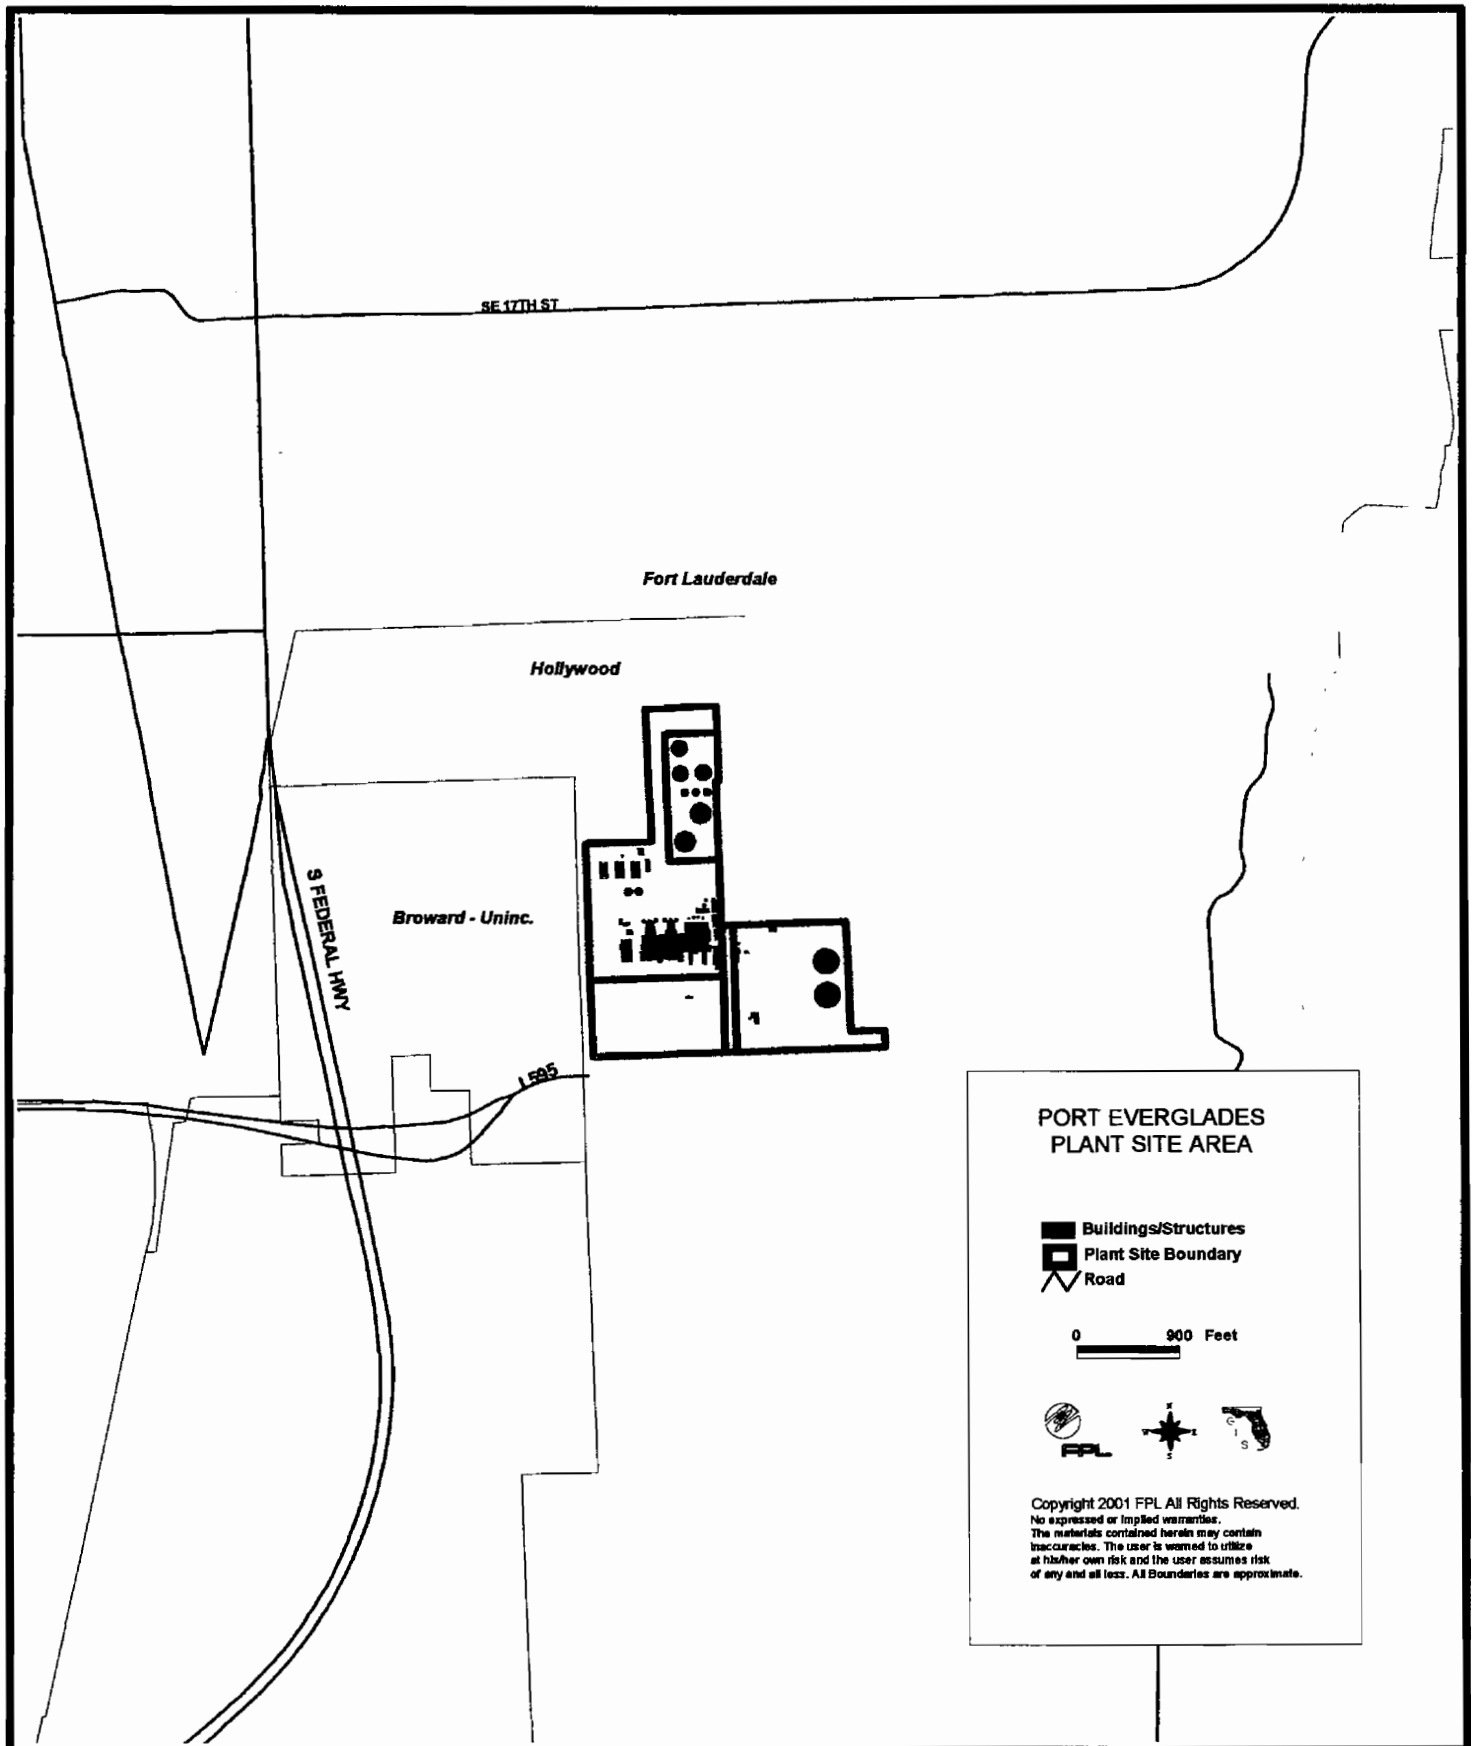 SE 17TH ST
Fort Lauderdale
Hollywood
S FEDERAL HWY
Broward - Uninc.
I 595
PORT EVERGLADES
PLANT SITE AREA
Buildings/Structures
Plant Site Boundary
Road
0 900 Feet
FPL
N
W E
S
G
I
S
Copyright 2001 FPL All Rights Reserved.
No expressed or implied warranties.
The materials contained herein may contain
inaccuracies. The user is warned to utilize
at his/her own risk and the user assumes risk
of any and all loss. All Boundaries are approximate.